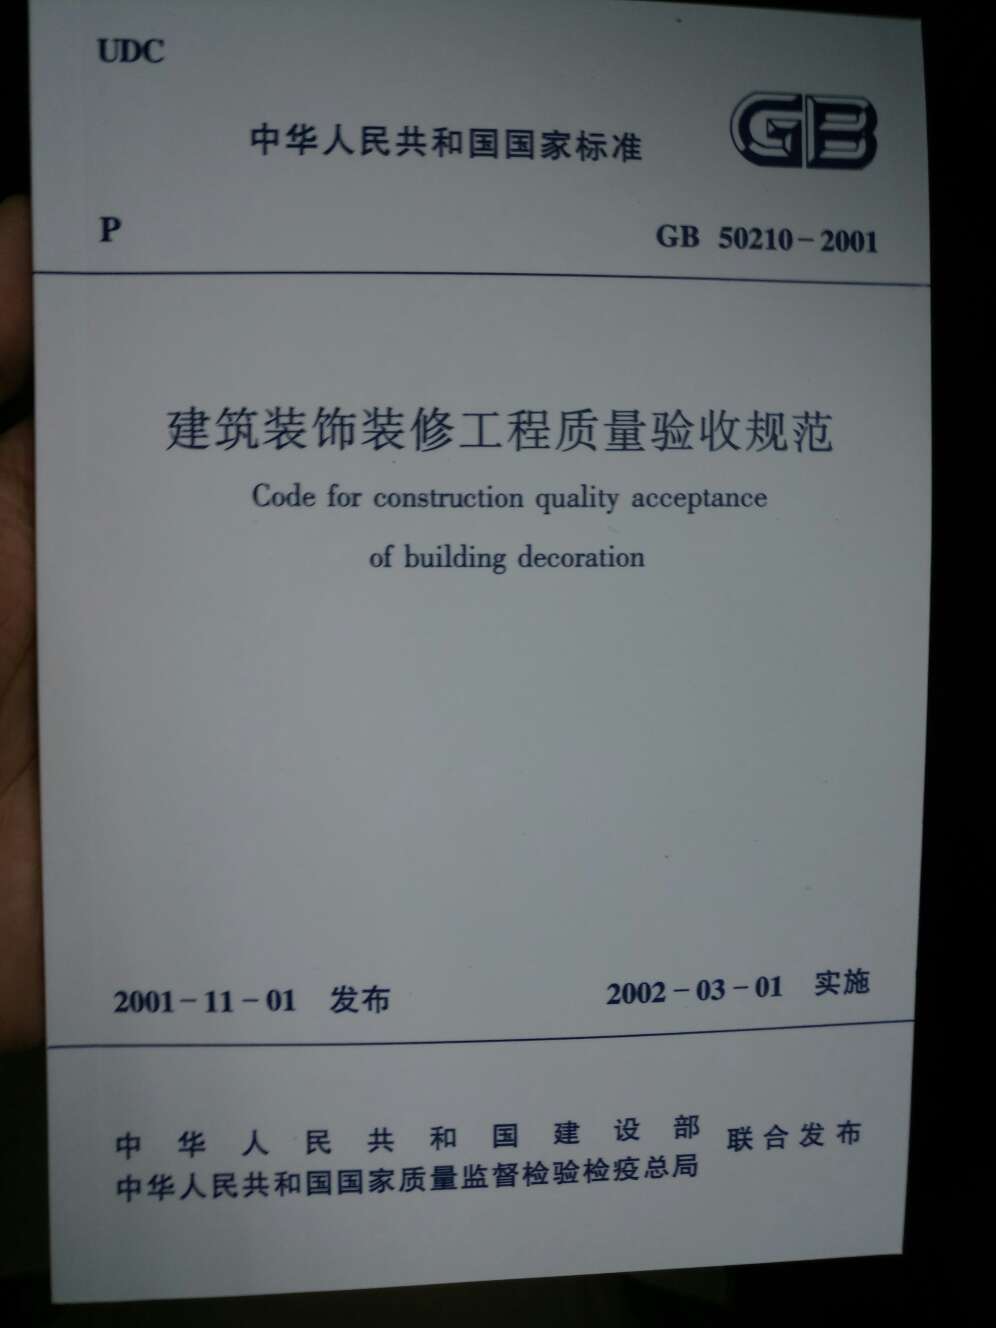 UDC
中华人民共和国国家标准
GB
P
GB 50210-2001
建筑装饰装修工程质量验收规范
Code for construction quality acceptance
of building decoration
2001-11-01 发布
2002-03-01 实施
中华人民共和国建设部
中华人民共和国国家质量监督检验检疫总局
联合发布